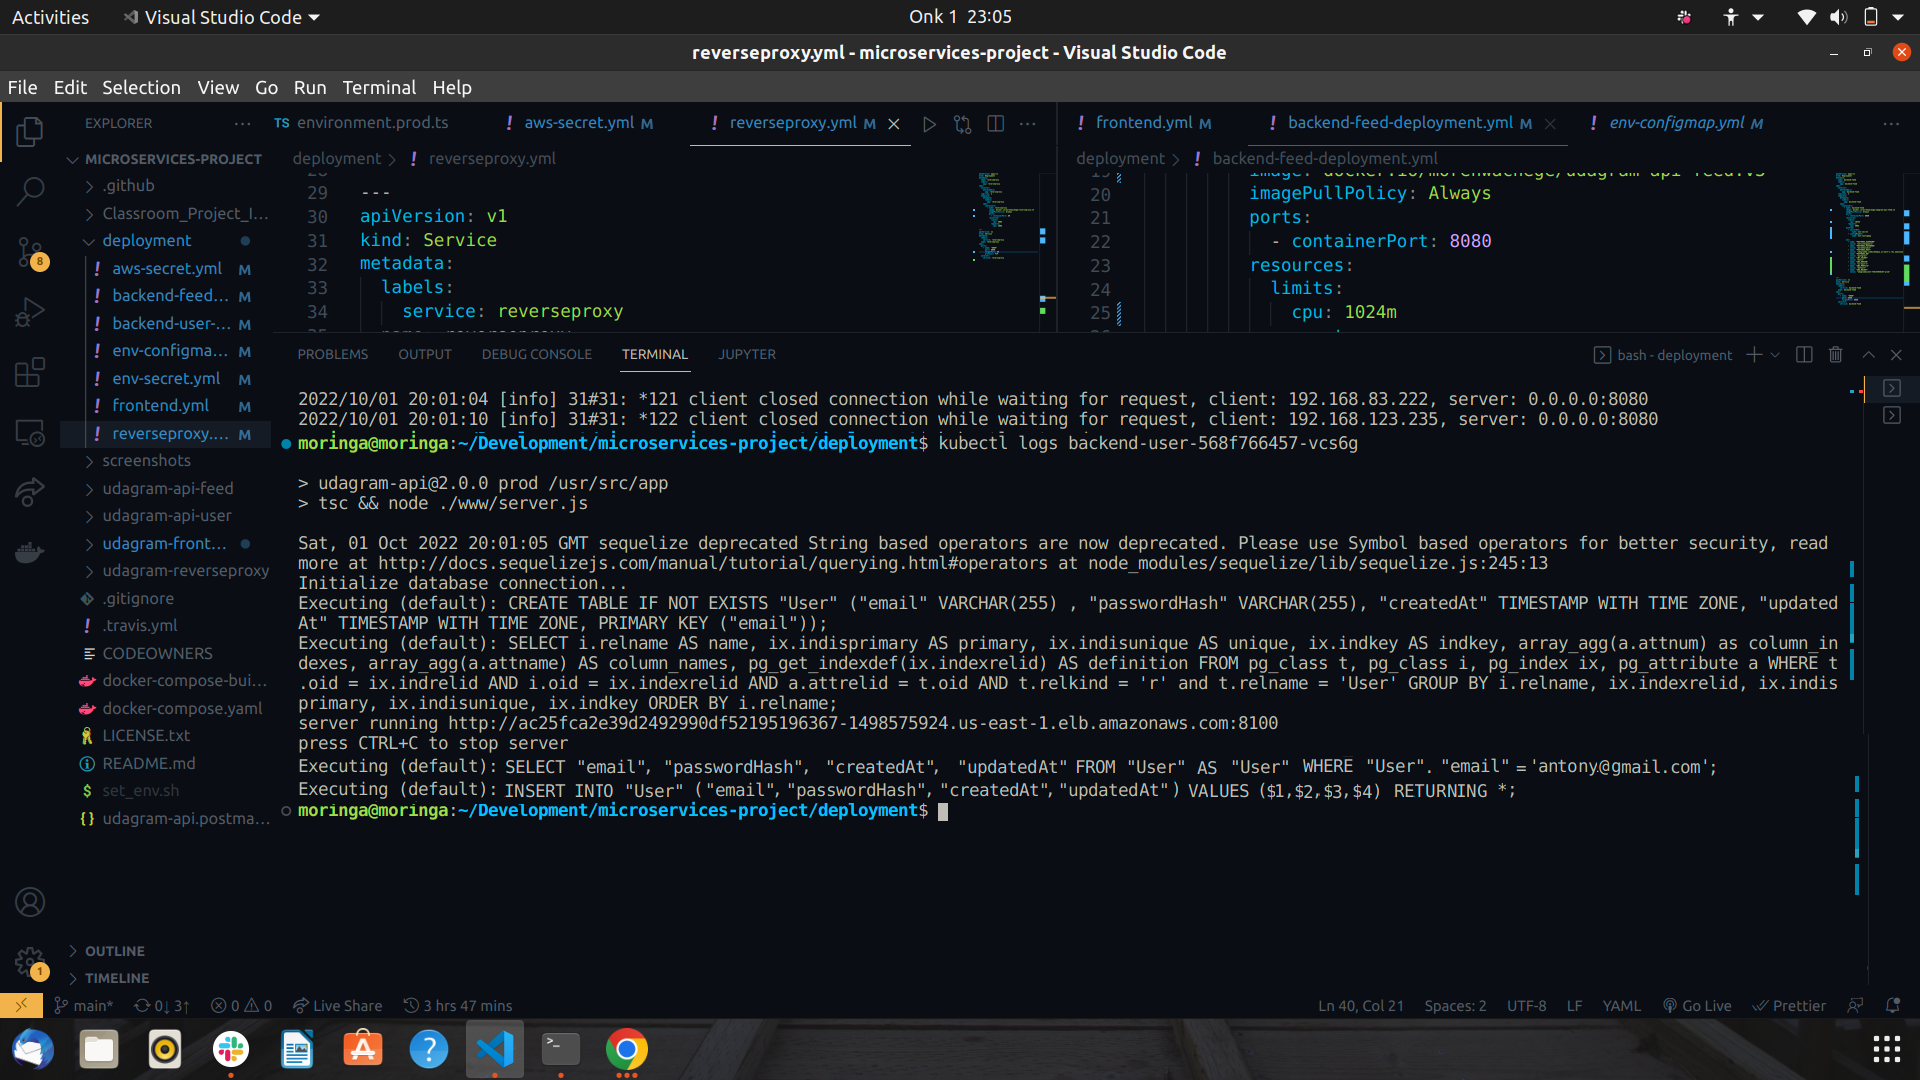 Activities
Visual Studio Code
Onk 1 23:05
reverseproxy.yml - microservices-project - Visual Studio Code
File Edit Selection View Go Run Terminal Help
EXPLORER
MICROSERVICES-PROJECT
.github
Classroom_Project_I...
deployment
aws-secret.yml M
backend-feed... M
backend-user-... M
env-configma... M
env-secret.yml M
frontend.yml M
reverseproxy.... M
screenshots
udagram-api-feed
udagram-api-user
udagram-front...
udagram-reverseproxy
.gitignore
.travis.yml
CODEOWNERS
docker-compose-bui...
docker-compose.yaml
LICENSE.txt
README.md
set_env.sh
udagram-api.postma...
OUTLINE
TIMELINE
8
1
TS environment.prod.ts
! aws-secret.yml M
! reverseproxy.yml M
deployment > ! reverseproxy.yml
29 ---
30 apiVersion: v1
31 kind: Service
32 metadata:
33 labels:
34 service: reverseproxy
! frontend.yml M
! backend-feed-deployment.yml M
! env-configmap.yml M
deployment > ! backend-feed-deployment.yml
20 imagePullPolicy: Always
21 ports:
22 - containerPort: 8080
23 resources:
24 limits:
25 cpu: 1024m
PROBLEMS OUTPUT DEBUG CONSOLE TERMINAL JUPYTER
bash - deployment
2022/10/01 20:01:04 [info] 31#31: *121 client closed connection while waiting for request, client: 192.168.83.222, server: 0.0.0.0:8080
2022/10/01 20:01:10 [info] 31#31: *122 client closed connection while waiting for request, client: 192.168.123.235, server: 0.0.0.0:8080
moringa@moringa:~/Development/microservices-project/deployment$ kubectl logs backend-user-568f766457-vcs6g
> udagram-api@2.0.0 prod /usr/src/app
> tsc && node ./www/server.js
Sat, 01 Oct 2022 20:01:05 GMT sequelize deprecated String based operators are now deprecated. Please use Symbol based operators for better security, read
more at http://docs.sequelizejs.com/manual/tutorial/querying.html#operators at node_modules/sequelize/lib/sequelize.js:245:13
Initialize database connection...
Executing (default): CREATE TABLE IF NOT EXISTS "User" ("email" VARCHAR(255) , "passwordHash" VARCHAR(255), "createdAt" TIMESTAMP WITH TIME ZONE, "updated
At" TIMESTAMP WITH TIME ZONE, PRIMARY KEY ("email"));
Executing (default): SELECT i.relname AS name, ix.indisprimary AS primary, ix.indisunique AS unique, ix.indkey AS indkey, array_agg(a.attnum) as column_in
dexes, array_agg(a.attname) AS column_names, pg_get_indexdef(ix.indexrelid) AS definition FROM pg_class t, pg_class i, pg_index ix, pg_attribute a WHERE t
.oid = ix.indrelid AND i.oid = ix.indexrelid AND a.attrelid = t.oid AND t.relkind = 'r' and t.relname = 'User' GROUP BY i.relname, ix.indexrelid, ix.indis
primary, ix.indisunique, ix.indkey ORDER BY i.relname;
server running http://ac25fca2e39d2492990df52195196367-1498575924.us-east-1.elb.amazonaws.com:8100
press CTRL+C to stop server
Executing (default): SELECT "email", "passwordHash", "createdAt", "updatedAt" FROM "User" AS "User" WHERE "User". "email" = 'antony@gmail.com';
Executing (default): INSERT INTO "User" ("email","passwordHash","createdAt","updatedAt") VALUES ($1,$2,$3,$4) RETURNING *;
moringa@moringa:~/Development/microservices-project/deployment$
main* 0↓ 3↑ 0 0 Live Share 3 hrs 47 mins
Ln 40, Col 21 Spaces: 2 UTF-8 LF YAML Go Live Prettier